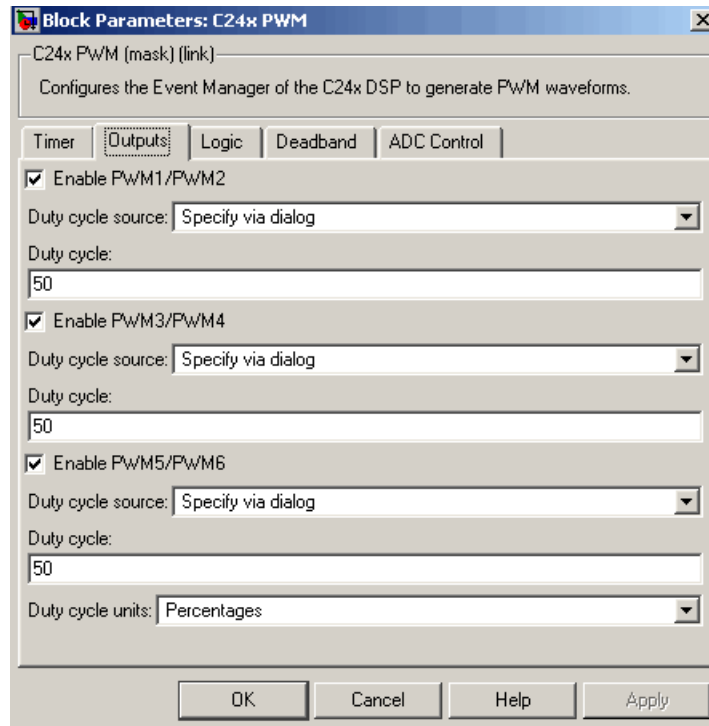 Block Parameters: C24x PWM
C24x PWM (mask) (link)
Configures the Event Manager of the C24x DSP to generate PWM waveforms.
Timer Outputs Logic Deadband ADC Control
Enable PWM1/PWM2
Duty cycle source: Specify via dialog
Duty cycle:
50
Enable PWM3/PWM4
Duty cycle source: Specify via dialog
Duty cycle:
50
Enable PWM5/PWM6
Duty cycle source: Specify via dialog
Duty cycle:
50
Duty cycle units: Percentages
OK Cancel Help Apply